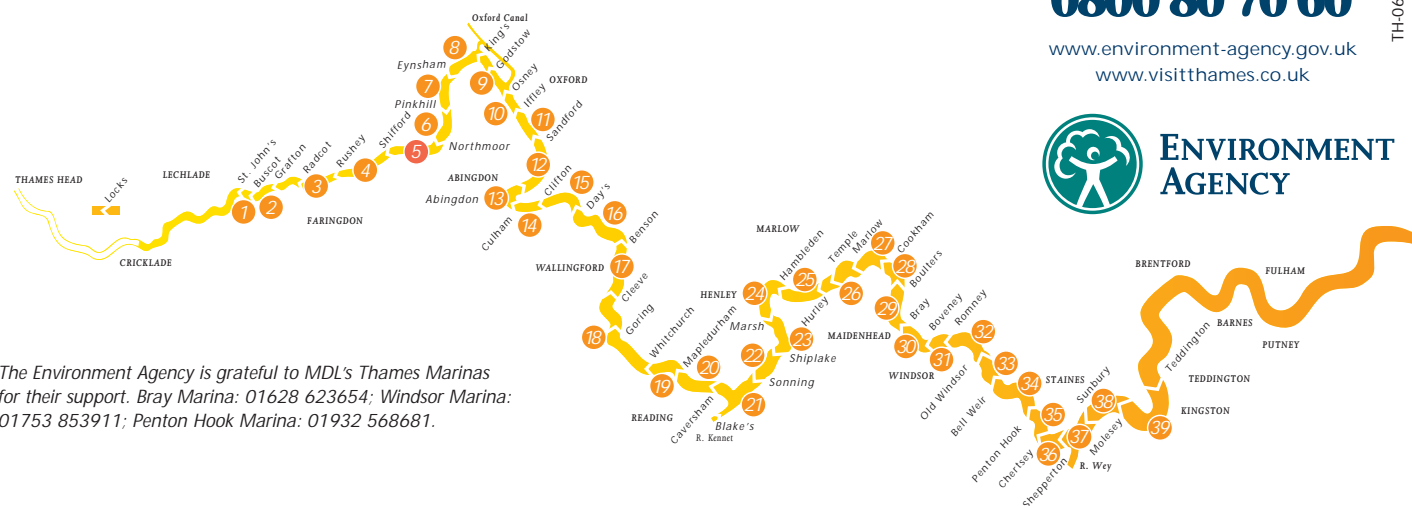 0800 80 70 60
TH-06
www.environment-agency.gov.uk
www.visitthames.co.uk
ENVIRONMENT
AGENCY
THAMES HEAD
Locks
CRICKLADE
LECHLADE
St. John's
Buscot
Grafton
Radcot
Rushey
Shifford
FARINGDON
1
2
3
4
5
6
7
8
9
10
11
12
13
14
15
16
17
18
19
20
21
22
23
24
25
26
27
28
29
30
31
32
33
34
35
36
37
38
39
Northmoor
Pinkhill
Eynsham
Oxford Canal
King's
Godstow
Osney
OXFORD
Iffley
Sandford
ABINGDON
Abingdon
Culham
Clifton
Day's
Benson
WALLINGFORD
Cleeve
Goring
Whitchurch
Mapledurham
READING
Caversham
Blake's
R. Kennet
Sonning
Shiplake
Marsh
HENLEY
MARLOW
Hambleden
Hurley
Temple
Marlow
Cookham
Boulters
MAIDENHEAD
Bray
Boveney
Romney
WINDSOR
Old Windsor
Bell Weir
STAINES
Penton Hook
Chertsey
Shepperton
R. Wey
Sunbury
Molesey
Teddington
TEDDINGTON
KINGSTON
BRENTFORD
FULHAM
BARNES
PUTNEY
The Environment Agency is grateful to MDL's Thames Marinas
for their support. Bray Marina: 01628 623654; Windsor Marina:
01753 853911; Penton Hook Marina: 01932 568681.